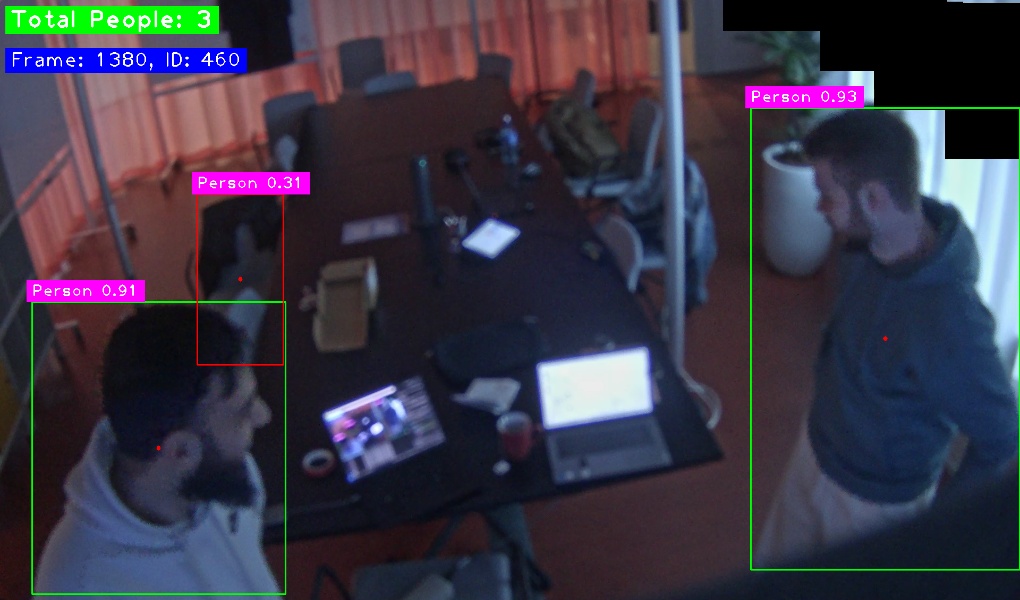 Total People: 3
Frame: 1380, ID: 460
Person 0.93
Person 0.31
Person 0.91